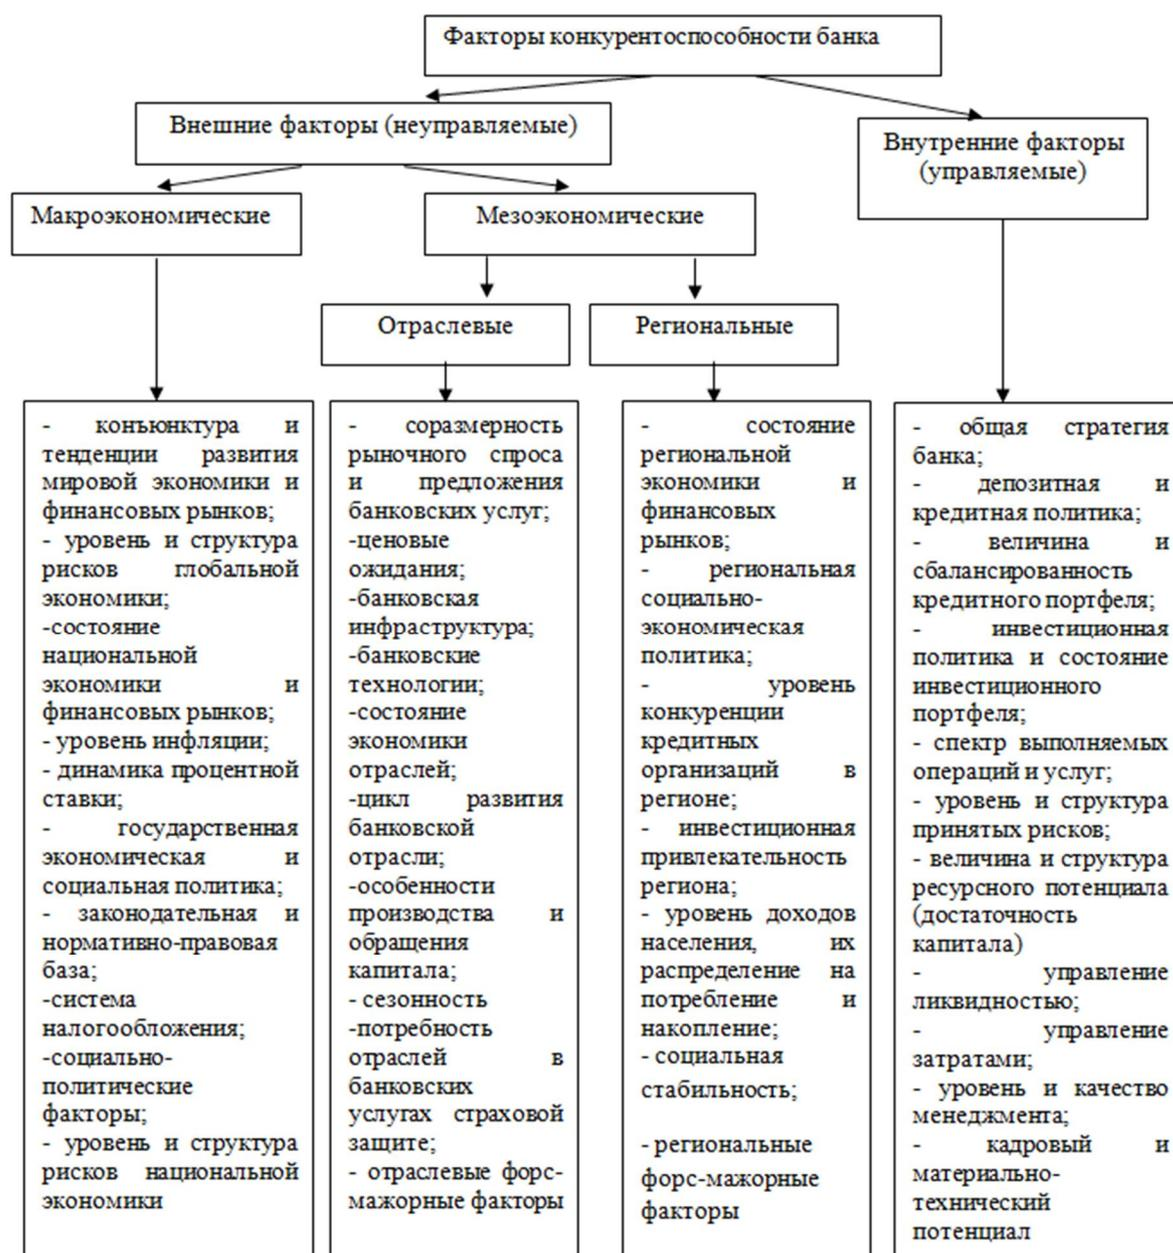 Факторы конкурентоспособности банка
Внешние факторы (неуправляемые)
Внутренние факторы
(управляемые)
Макроэкономические
Мезоэкономические
Отраслевые
Региональные
- конъюнктура и
тенденции развития
мировой экономики и
финансовых рынков;
- уровень и структура
рисков глобальной
экономики;
-состояние
национальной
экономики и
финансовых рынков;
- уровень инфляции;
- динамика процентной
ставки;
- государственная
экономическая и
социальная политика;
- законодательная и
нормативно-правовая
база;
-система
налогообложения;
-социально-
политические
факторы;
- уровень и структура
рисков национальной
экономики
- соразмерность
рыночного спроса
и предложения
банковских услуг;
-ценовые
ожидания;
-банковская
инфраструктура;
-банковские
технологии;
-состояние
экономики
отраслей;
-цикл развития
банковской
отрасли;
-особенности
производства и
обращения
капитала;
- сезонность
-потребность
отраслей в
банковских
услугах страховой
защите;
- отраслевые форс-
мажорные факторы
- состояние
региональной
экономики и
финансовых
рынков;
- региональная
социально-
экономическая
политика;
- уровень
конкуренции
кредитных
организаций в
регионе;
- инвестиционная
привлекательность
региона;
- уровень доходов
населения, их
распределение на
потребление и
накопление;
- социальная
стабильность;
- региональные
форс-мажорные
факторы
- общая стратегия
банка;
- депозитная и
кредитная политика;
- величина и
сбалансированность
кредитного портфеля;
- инвестиционная
политика и состояние
инвестиционного
портфеля;
- спектр выполняемых
операций и услуг;
- уровень и структура
принятых рисков;
- величина и структура
ресурсного потенциала
(достаточность
капитала)
- управление
ликвидностью;
- управление
затратами;
- уровень и качество
менеджмента;
- кадровый и
материально-
технический
потенциал